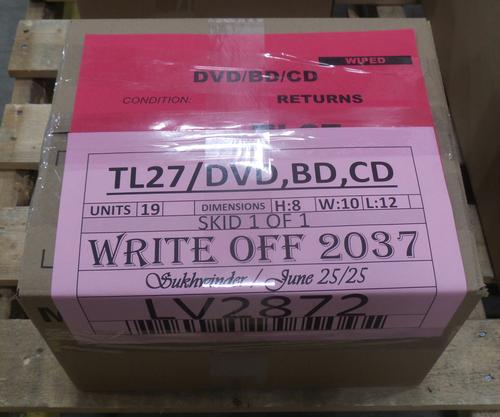 WIPED
DVD/BD/CD
CONDITION: RETURNS
TL27/DVD,BD,CD
UNITS 19 DIMENSIONS H:8 W:10 L:12
SKID 1 OF 1
WRITE OFF 2037
Sukhwinder / June 25/25
LV2872